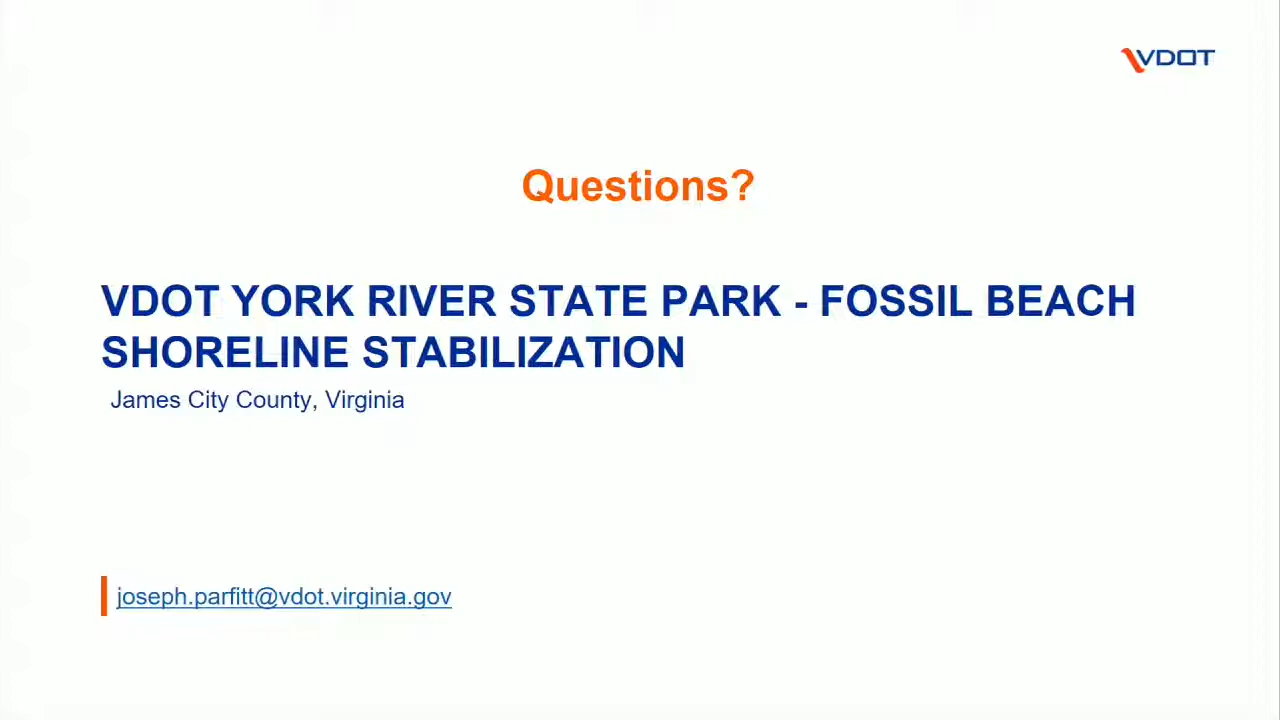 VDOT
Questions?
VDOT YORK RIVER STATE PARK - FOSSIL BEACH
SHORELINE STABILIZATION
James City County, Virginia
joseph.parfitt@vdot.virginia.gov